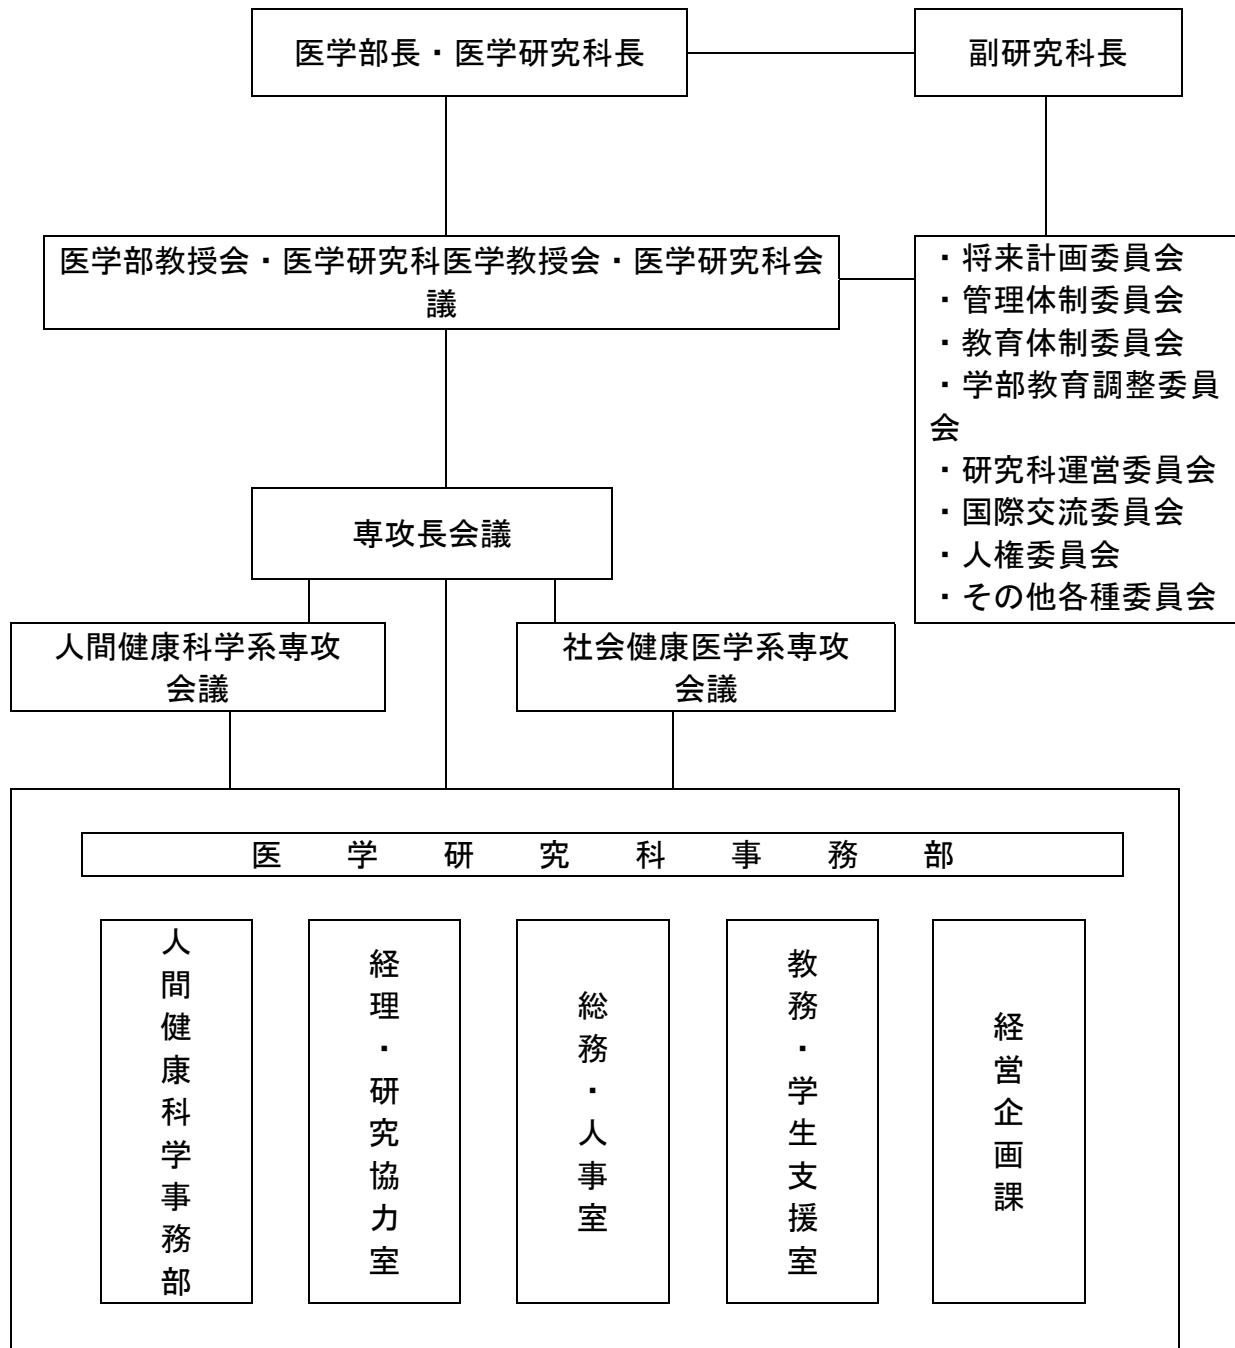 医学部長・医学研究科長
副研究科長
医学部教授会・医学研究科医学教授会・医学研究科会
議
・将来計画委員会
・管理体制委員会
・教育体制委員会
・学部教育調整委員
会
・研究科運営委員会
・国際交流委員会
・人権委員会
・その他各種委員会
専攻長会議
人間健康科学系専攻
会議
社会健康医学系専攻
会議
医学研究科事務部
人間健康科学事務部
経理・研究協力室
総務・人事室
教務・学生支援室
経営企画課